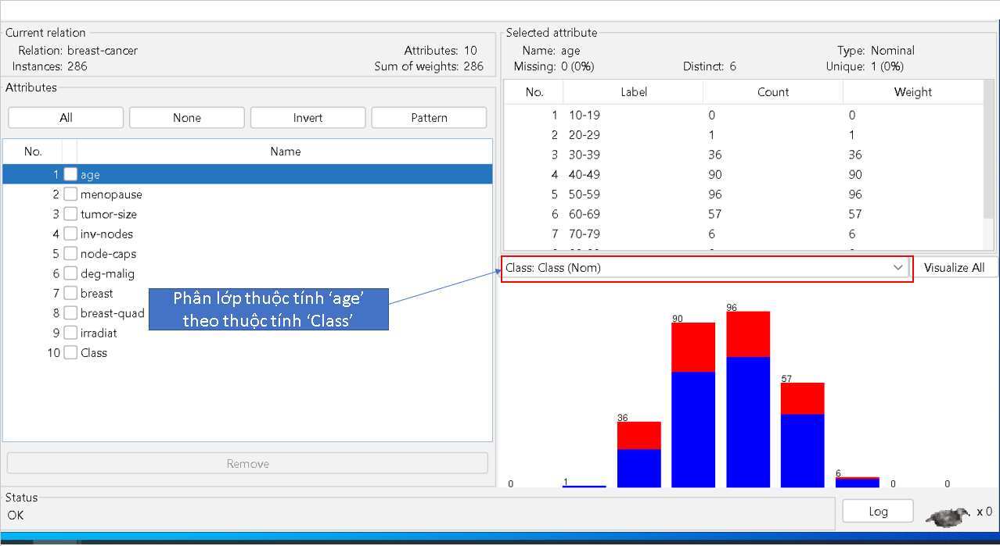 Current relation
Relation: breast-cancer
Attributes: 10
Instances: 286
Sum of weights: 286
Attributes
All
None
Invert
Pattern
No.
Name
1 age
2 menopause
3 tumor-size
4 inv-nodes
5 node-caps
6 deg-malig
7 breast
8 breast-quad
9 irradiat
10 Class
Phân lớp thuộc tính ‘age’
theo thuộc tính ‘Class’
Remove
Selected attribute
Name: age
Type: Nominal
Missing: 0 (0%)
Distinct: 6
Unique: 1 (0%)
No. Label Count Weight
1 10-19 0 0
2 20-29 1 1
3 30-39 36 36
4 40-49 90 90
5 50-59 96 96
6 60-69 57 57
7 70-79 6 6
Class: Class (Nom)
Visualize All
0
1
36
90
96
57
6
0
0
Status
OK
Log
x 0